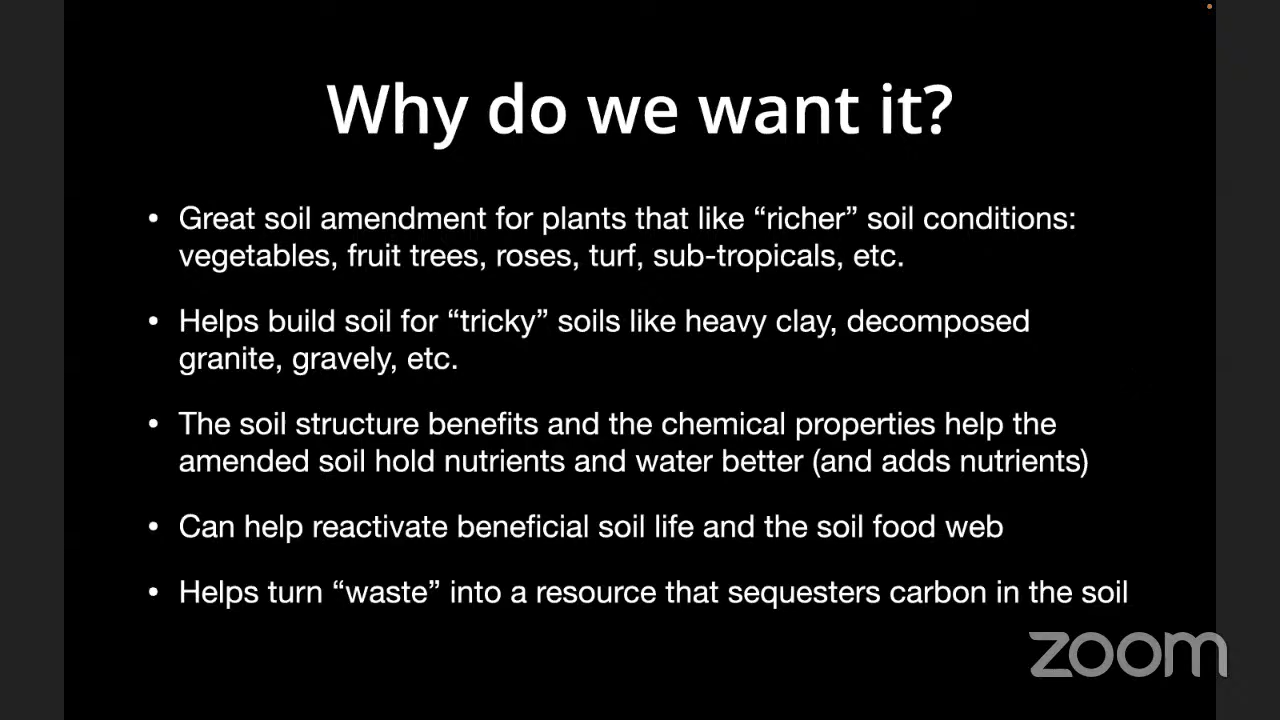 Why do we want it?
• Great soil amendment for plants that like “richer” soil conditions:
vegetables, fruit trees, roses, turf, sub-tropicals, etc.
• Helps build soil for “tricky” soils like heavy clay, decomposed
granite, gravely, etc.
• The soil structure benefits and the chemical properties help the
amended soil hold nutrients and water better (and adds nutrients)
• Can help reactivate beneficial soil life and the soil food web
• Helps turn “waste” into a resource that sequesters carbon in the soil
zoom